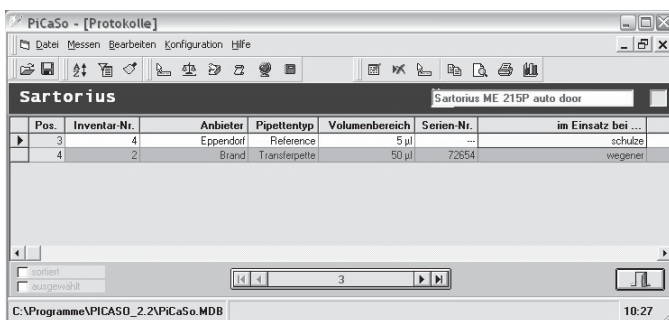 PiCaSo - [Protokolle]
Datei Messen Bearbeiten Konfiguration Hilfe
Sartorius Sartorius ME 215P auto door
Pos. Inventar-Nr. Anbieter Pipettentyp Volumenbereich Serien-Nr. im Einsatz bei ...
3 4 Eppendorf Reference 5 µl --- schulze
4 2 Brand Transferpette 50 µl 72654 wegener
sortiert
ausgewählt
3
C:\Programme\PICASO_2.2\PiCaSo.MDB 10:27